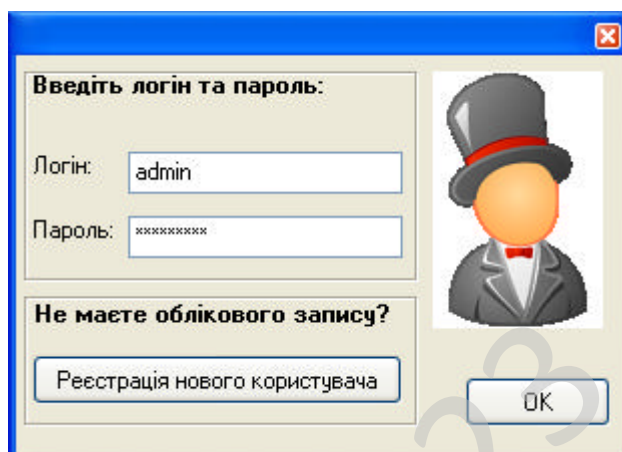 Введіть логін та пароль:
Логін: admin
Пароль: ×××××××××
Не маєте облікового запису?
Реєстрація нового користувача
OK